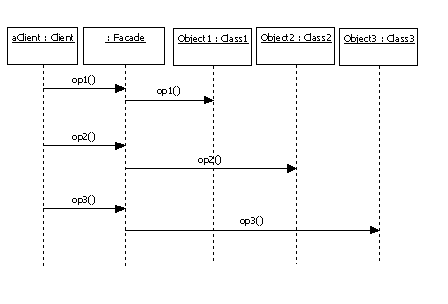 aClient : Client
: Facade
Object1 : Class1
Object2 : Class2
Object3 : Class3
op1()
op1()
op2()
op2()
op3()
op3()